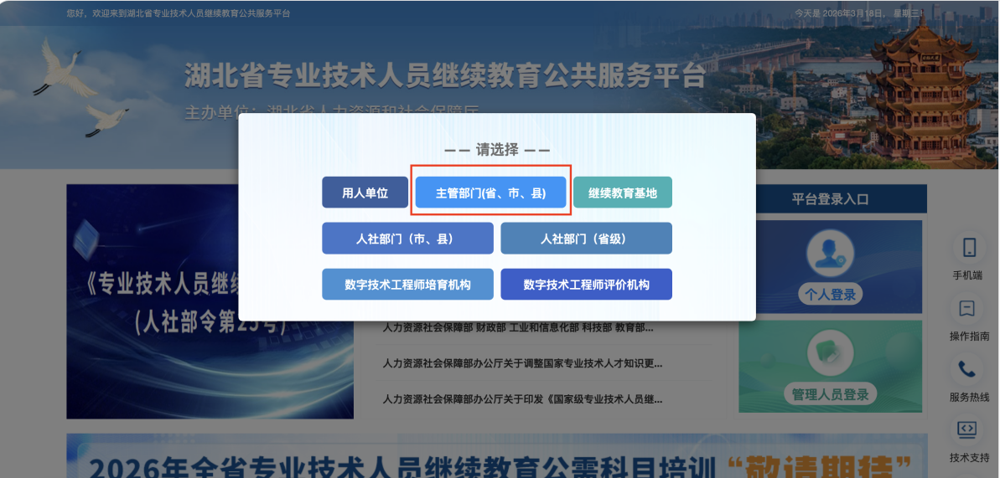 您好，欢迎来到湖北省专业技术人员继续教育公共服务平台
今天是 2026年3月18日， 星期三！
湖北省专业技术人员继续教育公共服务平台
主办单位：湖北省人力资源和社会保障厅
—— 请选择 ——
用人单位
主管部门(省、市、县)
继续教育基地
人社部门（市、县）
人社部门（省级）
数字技术工程师培育机构
数字技术工程师评价机构
平台登录入口
个人登录
管理人员登录
《专业技术人员继续
(人社部令第25号)
人力资源社会保障部 财政部 工业和信息化部 科技部 教育部...
人力资源社会保障部办公厅关于调整国家专业技术人才知识更...
人力资源社会保障部办公厅关于印发《国家级专业技术人员继...
手机端
操作指南
服务热线
技术支持
2026年全省专业技术人员继续教育公需科目培训 “敬请期待”